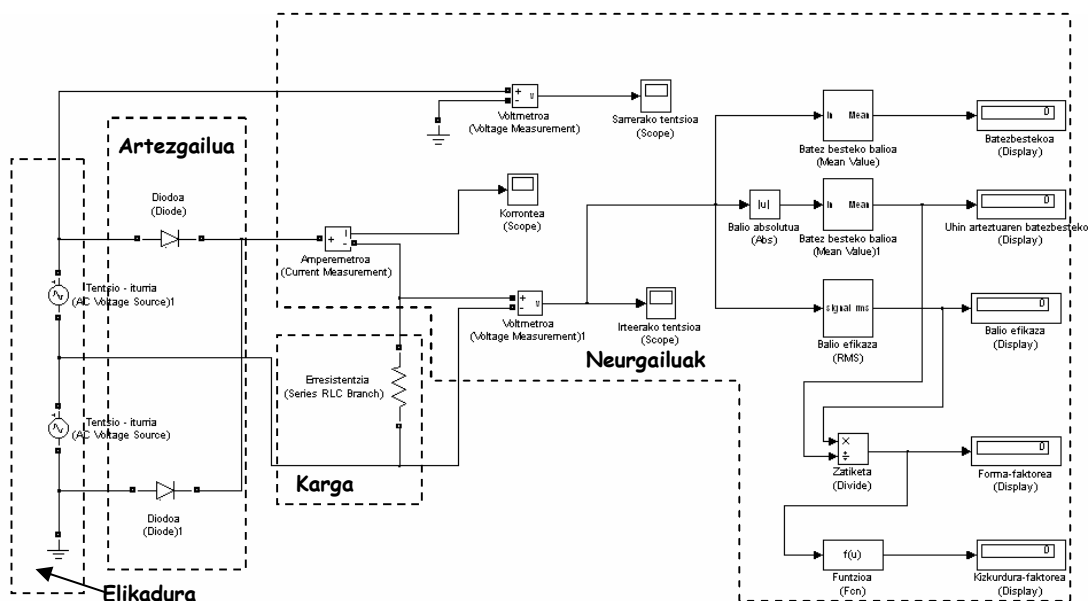 Artezgailua
Diodoa
(Diode)
Tentsio - iturria
(AC Voltage Source)1
Tentsio - iturria
(AC Voltage Source)
Diodoa
(Diode)1
Elikadura
+
-
v
Voltmetroa
(Voltage Measurement)
Sarrerako tentsioa
(Scope)
Korrontea
(Scope)
+
-
i
Amperemetroa
(Current Measurement)
+
-
v
Voltmetroa
(Voltage Measurement)1
Irteerako tentsioa
(Scope)
Neurgailuak
Erresistentzia
(Series RLC Branch)
Karga
In Mean
Batez besteko balioa
(Mean Value)
0
Batezbestekoa
(Display)
|u|
Balio absolutua
(Abs)
In Mean
Batez besteko balioa
(Mean Value)1
0
Uhin arteztuaren batezbesteko
(Display)
signal rms
Balio efikaza
(RMS)
0
Balio efikaza
(Display)
×
÷
Zatiketa
(Divide)
0
Forma-faktorea
(Display)
f(u)
Funtzioa
(Fcn)
0
Kizkurdura-faktorea
(Display)